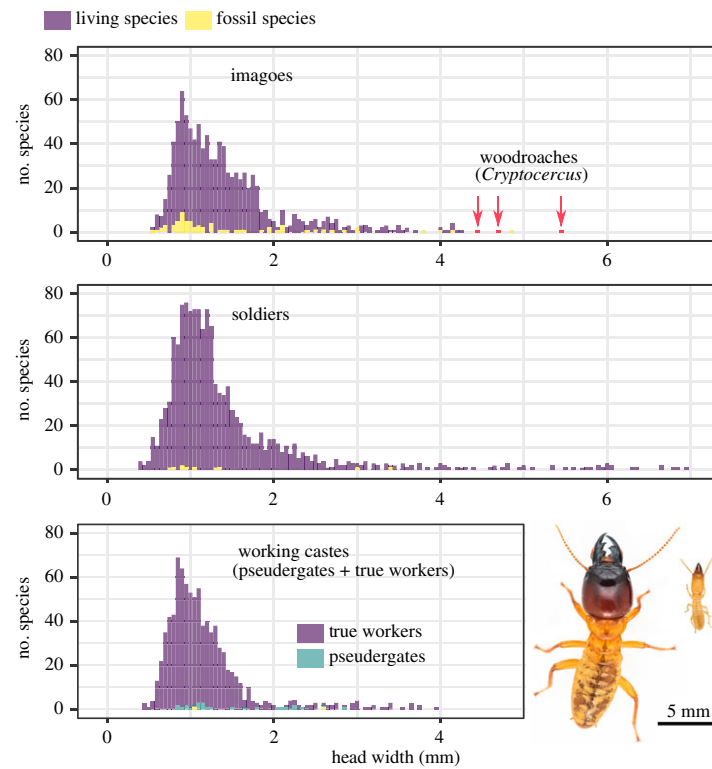 living species fossil species
80
60
40
20
0
no. species
imagoes
woodroaches
(Cryptocercus)
0 2 4 6
80
60
40
20
0
no. species
soldiers
0 2 4 6
80
60
40
20
0
no. species
working castes
(pseudergates + true workers)
true workers
pseudergates
0 2 4
head width (mm)
5 mm